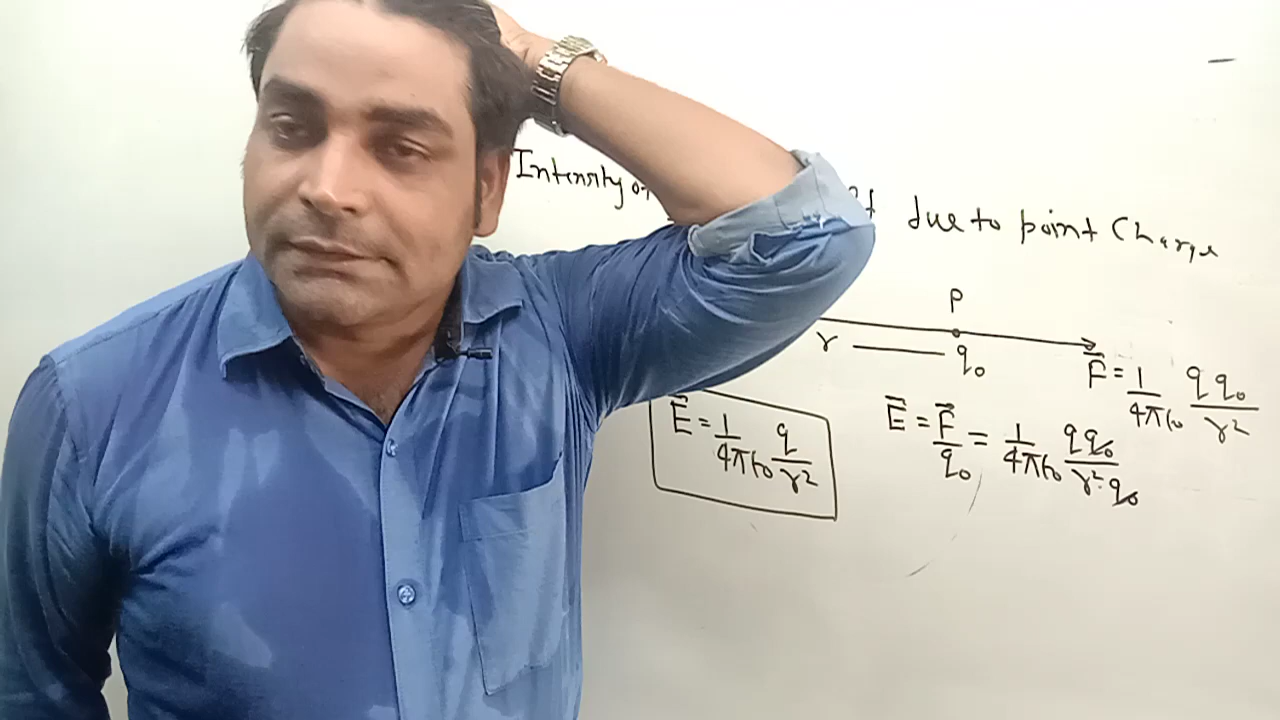 Intensity of due to point Charge
P
r q₀
F⃗ = 1/4πϵ₀ qq₀/r²
E⃗ = F⃗/q₀ = 1/4πϵ₀ qq₀/r²·q₀
E⃗ = 1/4πϵ₀ q/r²